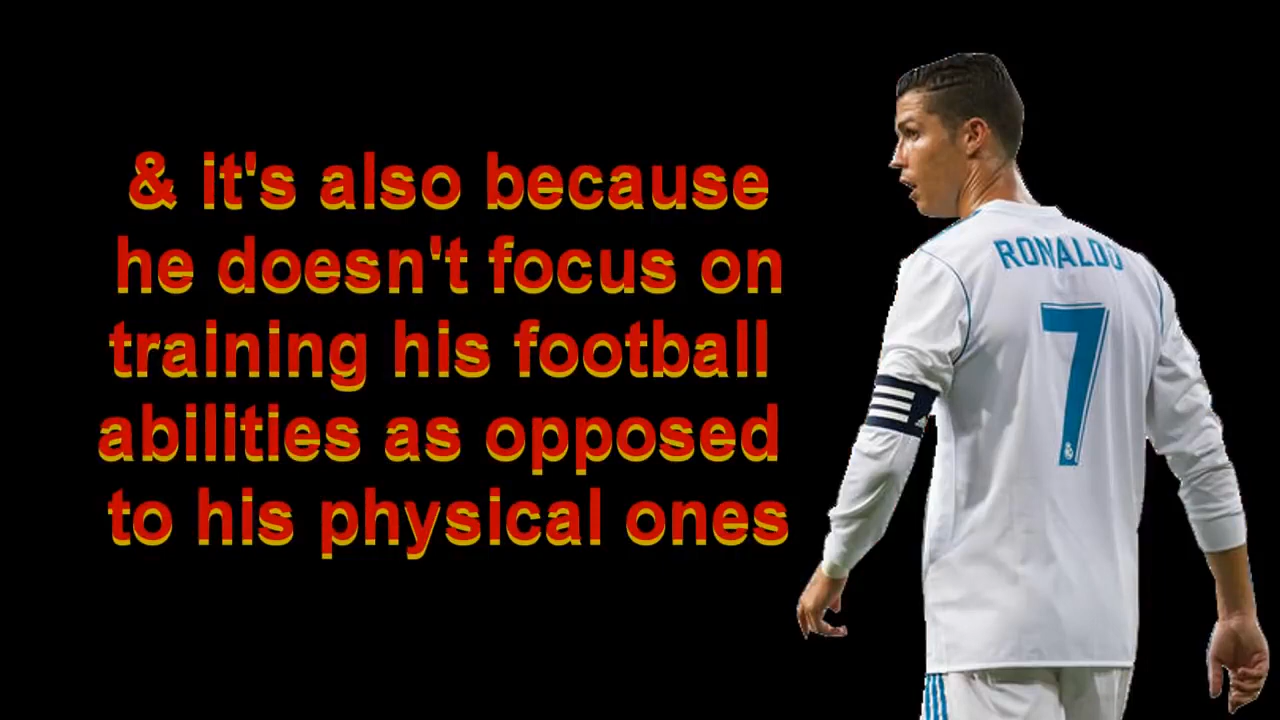 & it's also because
he doesn't focus on
training his football
abilities as opposed
to his physical ones
RONALDO
7